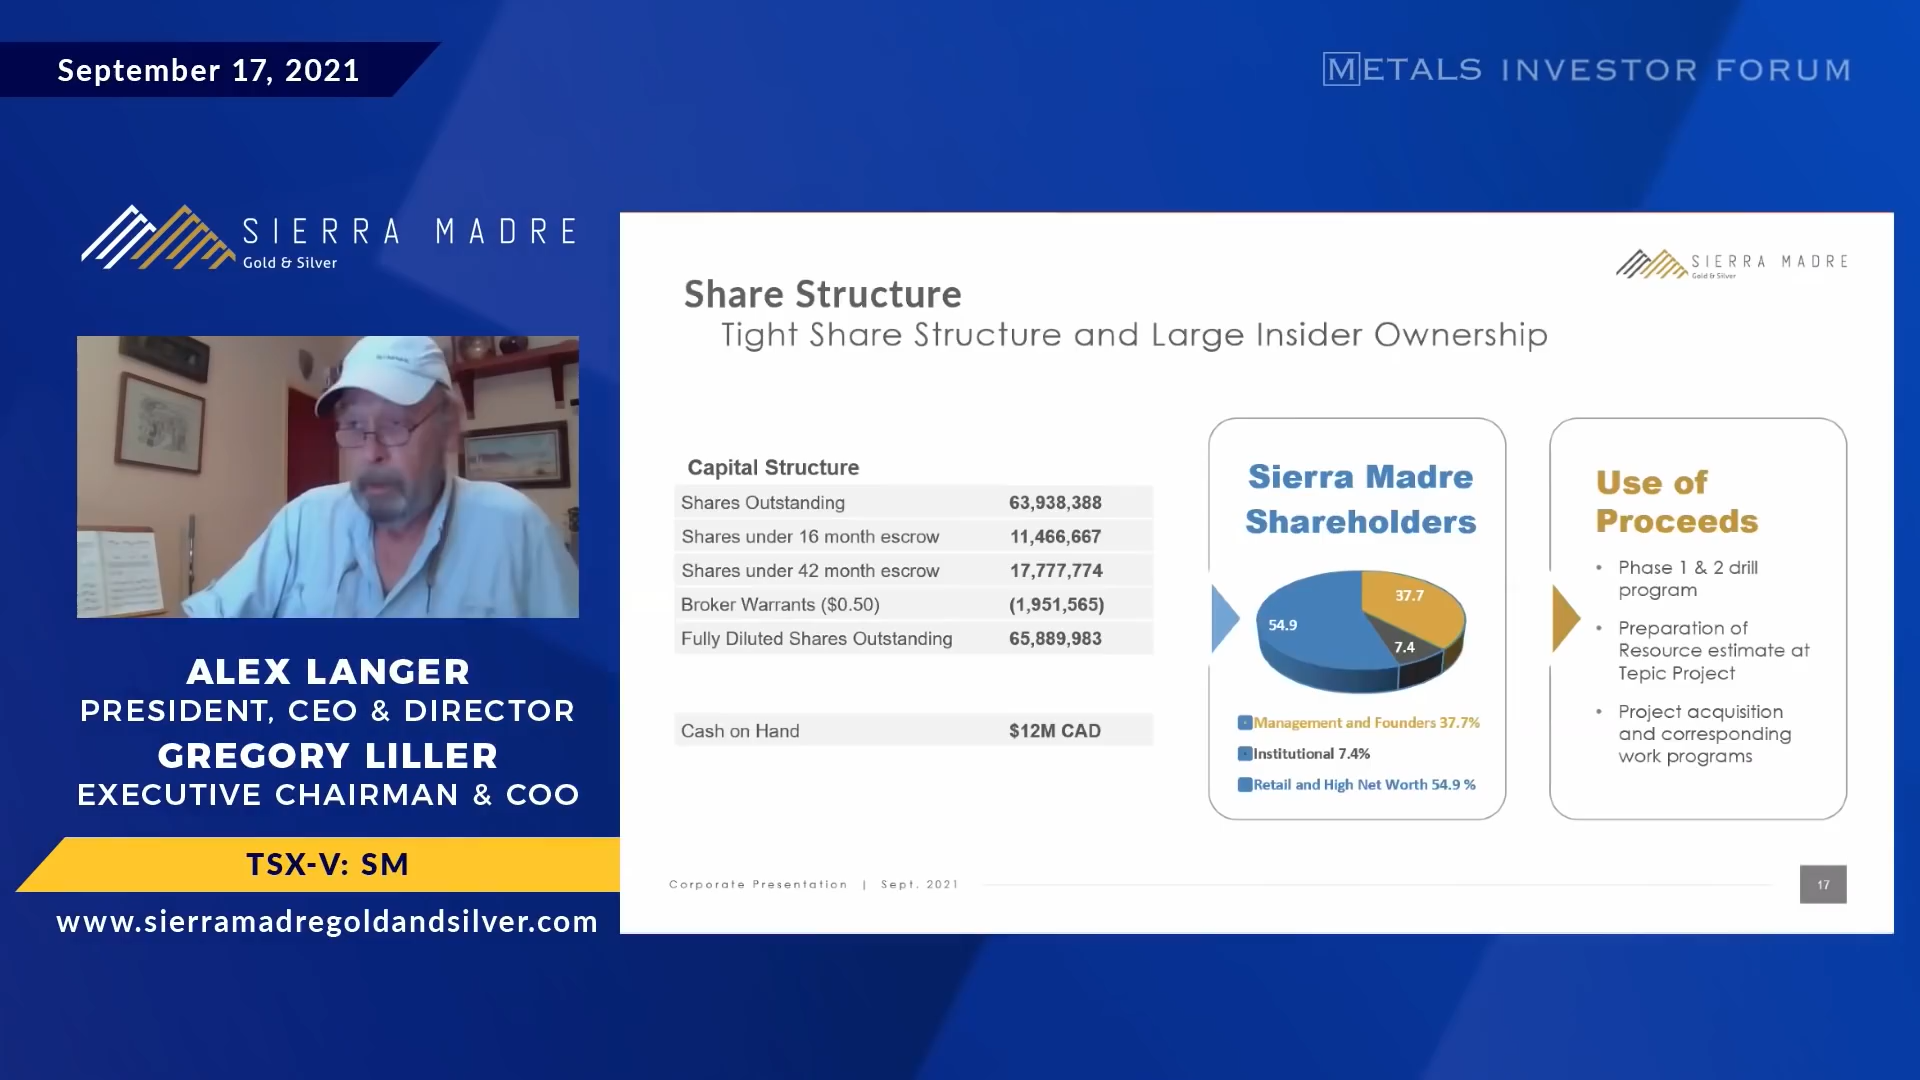 September 17, 2021
METALS INVESTOR FORUM
SIERRA MADRE
Gold & Silver
ALEX LANGER
PRESIDENT, CEO & DIRECTOR
GREGORY LILLER
EXECUTIVE CHAIRMAN & COO
TSX-V: SM
www.sierramadregoldandsilver.com
SIERRA MADRE
Gold & Silver
Share Structure
Tight Share Structure and Large Insider Ownership
Capital Structure
Shares Outstanding 63,938,388
Shares under 16 month escrow 11,466,667
Shares under 42 month escrow 17,777,774
Broker Warrants ($0.50) (1,951,565)
Fully Diluted Shares Outstanding 65,889,983
Cash on Hand $12M CAD
Sierra Madre
Shareholders
37.7
54.9
7.4
Management and Founders 37.7%
Institutional 7.4%
Retail and High Net Worth 54.9 %
Use of
Proceeds
• Phase 1 & 2 drill
program
• Preparation of
Resource estimate at
Tepic Project
• Project acquisition
and corresponding
work programs
Corporate Presentation | Sept. 2021
17